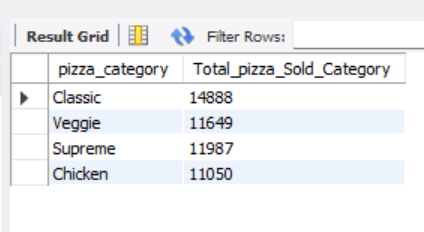 Result Grid Filter Rows:
pizza_category Total_pizza_Sold_Category
Classic 14888
Veggie 11649
Supreme 11987
Chicken 11050